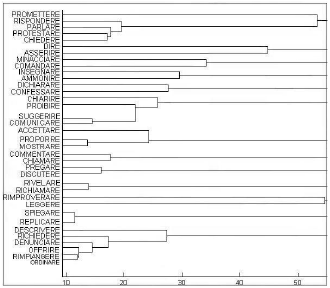 PROMETTERE
RISPONDERE
PARLARE
PROTESTARE
CHIEDERE
DIRE
ASSERIRE
MINACCIARE
COMANDARE
INSEGNARE
AMMONIRE
DICHIARARE
CONFESSARE
CHIARIRE
PROIBIRE
SUGGERIRE
COMUNICARE
ACCETTARE
PROPORRE
MOSTRARE
COMMENTARE
CHIAMARE
PREGARE
DISCUTERE
RIVELARE
RICHIAMARE
RIMPROVERARE
LEGGERE
SPIEGARE
REPLICARE
DESCRIVERE
RICHIEDERE
DENUNCIARE
OFFRIRE
RIMPIANGERE
ORDINARE
10 20 30 40 50